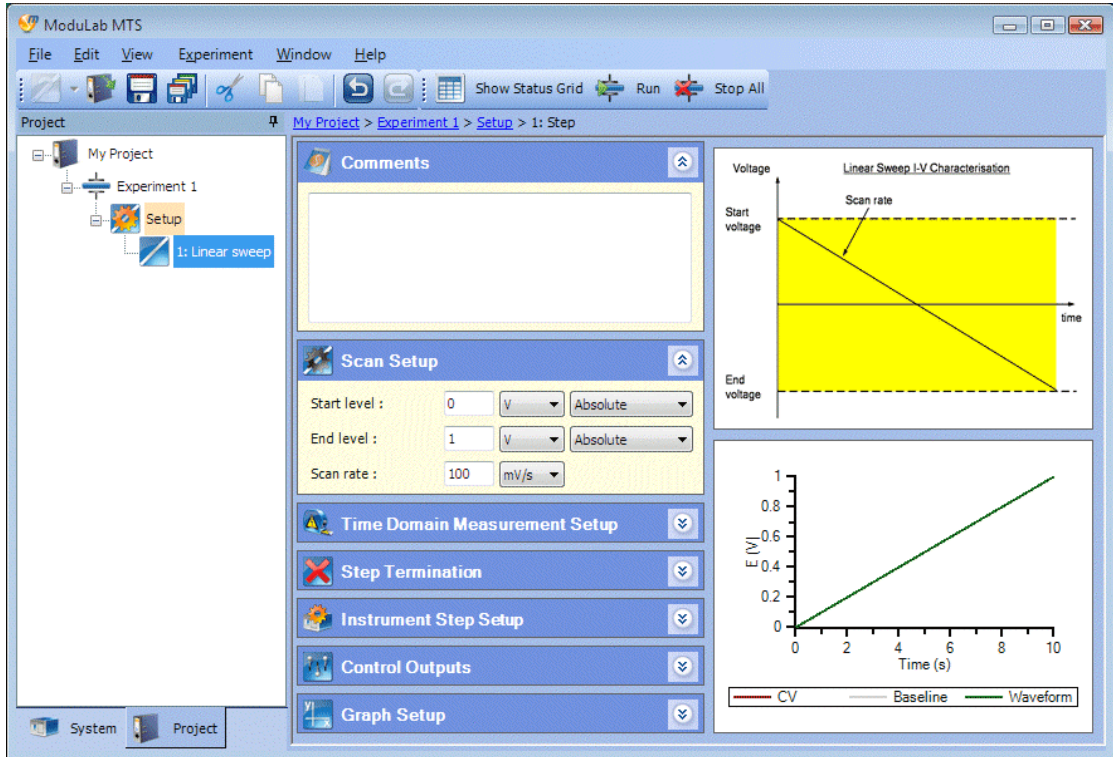 ModuLab MTS
File Edit View Experiment Window Help
Show Status Grid Run Stop All
Project
My Project > Experiment 1 > Setup > 1: Step
My Project
Experiment 1
Setup
1: Linear sweep
System Project
Comments
Scan Setup
Start level : 0 V Absolute
End level : 1 V Absolute
Scan rate : 100 mV/s
Time Domain Measurement Setup
Step Termination
Instrument Step Setup
Control Outputs
Y X Graph Setup
Voltage Linear Sweep I-V Characterisation
Scan rate
Start
voltage
time
End
voltage
1
0.8
0.6
0.4
0.2
0
E (V)
0 2 4 6 8 10
Time (s)
CV Baseline Waveform